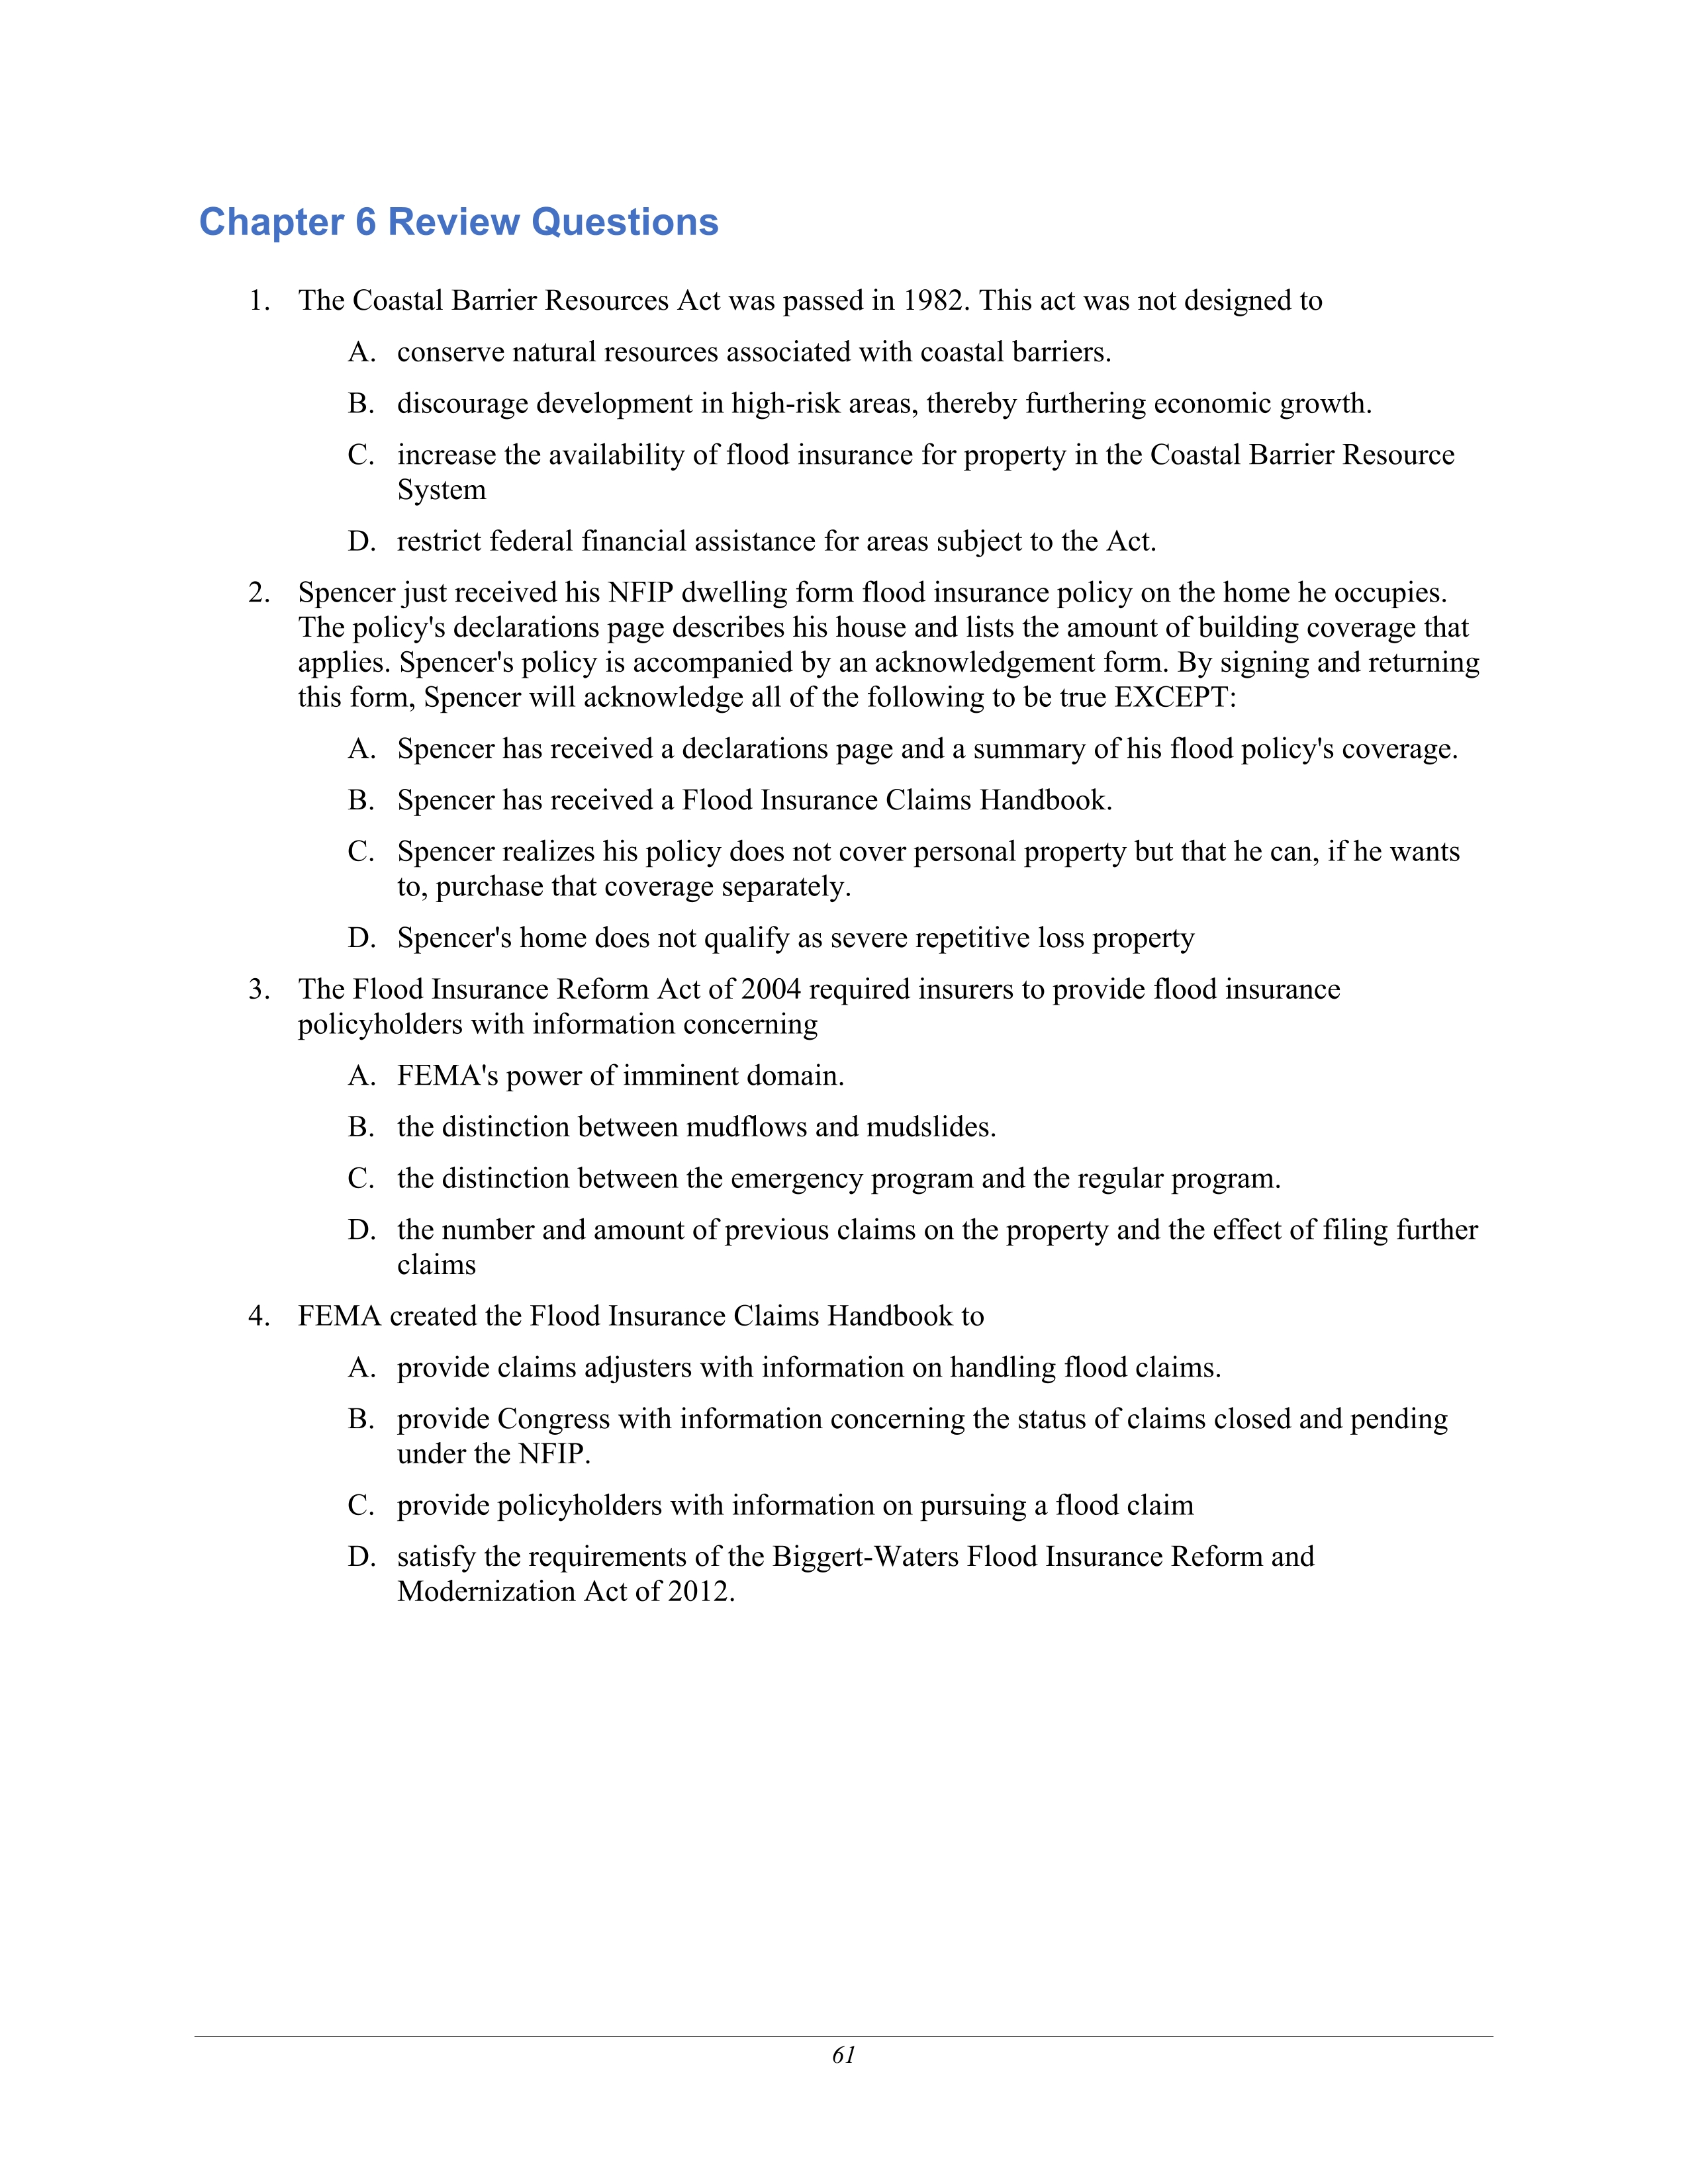 Chapter 6 Review Questions
1. The Coastal Barrier Resources Act was passed in 1982. This act was not designed to
A. conserve natural resources associated with coastal barriers.
B. discourage development in high-risk areas, thereby furthering economic growth.
C. increase the availability of flood insurance for property in the Coastal Barrier Resource
System
D. restrict federal financial assistance for areas subject to the Act.
2. Spencer just received his NFIP dwelling form flood insurance policy on the home he occupies.
The policy's declarations page describes his house and lists the amount of building coverage that
applies. Spencer's policy is accompanied by an acknowledgement form. By signing and returning
this form, Spencer will acknowledge all of the following to be true EXCEPT:
A. Spencer has received a declarations page and a summary of his flood policy's coverage.
B. Spencer has received a Flood Insurance Claims Handbook.
C. Spencer realizes his policy does not cover personal property but that he can, if he wants
to, purchase that coverage separately.
D. Spencer's home does not qualify as severe repetitive loss property
3. The Flood Insurance Reform Act of 2004 required insurers to provide flood insurance
policyholders with information concerning
A. FEMA's power of imminent domain.
B. the distinction between mudflows and mudslides.
C. the distinction between the emergency program and the regular program.
D. the number and amount of previous claims on the property and the effect of filing further
claims
4. FEMA created the Flood Insurance Claims Handbook to
A. provide claims adjusters with information on handling flood claims.
B. provide Congress with information concerning the status of claims closed and pending
under the NFIP.
C. provide policyholders with information on pursuing a flood claim
D. satisfy the requirements of the Biggert-Waters Flood Insurance Reform and
Modernization Act of 2012.
61